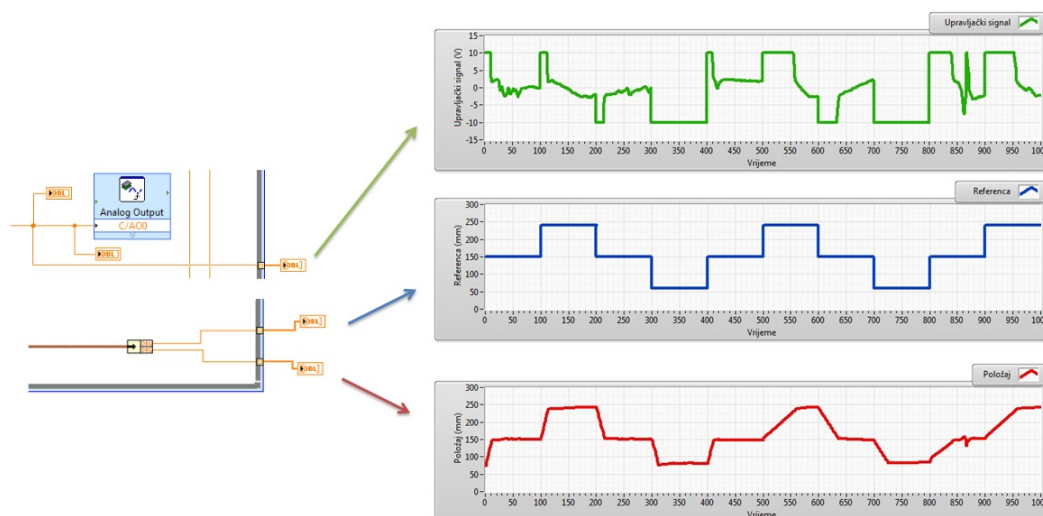 DBL
Analog Output
C/AO0
DBL
DBL
DBL
DBL
Upravljački signal
Upravljački signal (V)
15
10
5
0
-5
-10
-15
0 50 100 150 200 250 300 350 400 450 500 550 600 650 700 750 800 850 900 950 1000
Vrijeme
Referenca
Referenca (mm)
300
250
200
150
100
50
0
0 50 100 150 200 250 300 350 400 450 500 550 600 650 700 750 800 850 900 950 1000
Vrijeme
Položaj
Položaj (mm)
300
250
200
150
100
50
0
0 50 100 150 200 250 300 350 400 450 500 550 600 650 700 750 800 850 900 950 1000
Vrijeme